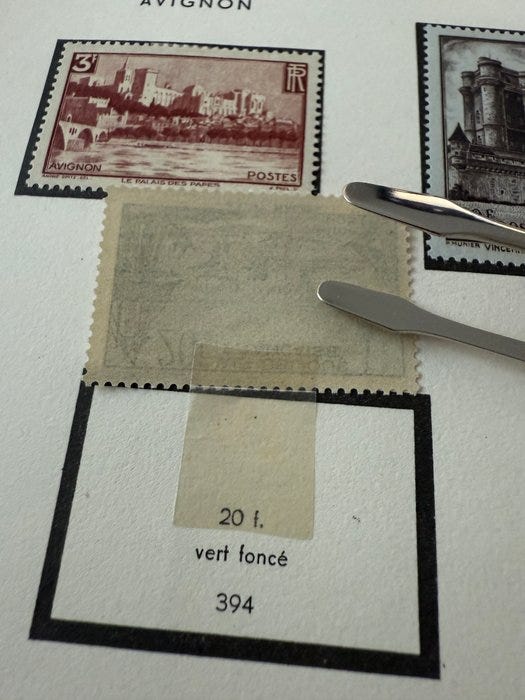 AVIGNON
3F
RF
AVIGNON
POSTES
LE PALAIS DES PAPES
20 f.
vert foncé
394